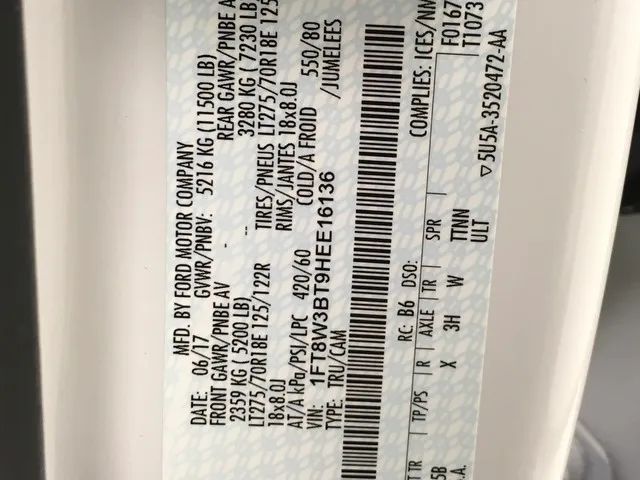 MFD. BY FORD MOTOR COMPANY
DATE: 06/17 GVWR/PNBV: 5216 KG (11500 LB)
FRONT GAWR/PNBE AV REAR GAWR/PNBE A
2359 KG ( 5200 LB) 3280 KG ( 7230 LB)
LT275/70R18E 125/122R TIRES/PNEUS LT275/70R18E 125
18x8.0J RIMS/JANTES 18x8.0J
AT/A kPa/PSI/LPC 420/60 COLD/A FROID 550/80
VIN: 1FT8W3BT9HEE16136 /JUMELEES
TYPE: TRU/CAM
RC: B6 DSO: COMPLIES: ICES/NM
T TR TP/PS R AXLE TR SPR F0167
5B X 3H W TTNN T1073
.A. ULT
▽5U5A-3520472-AA